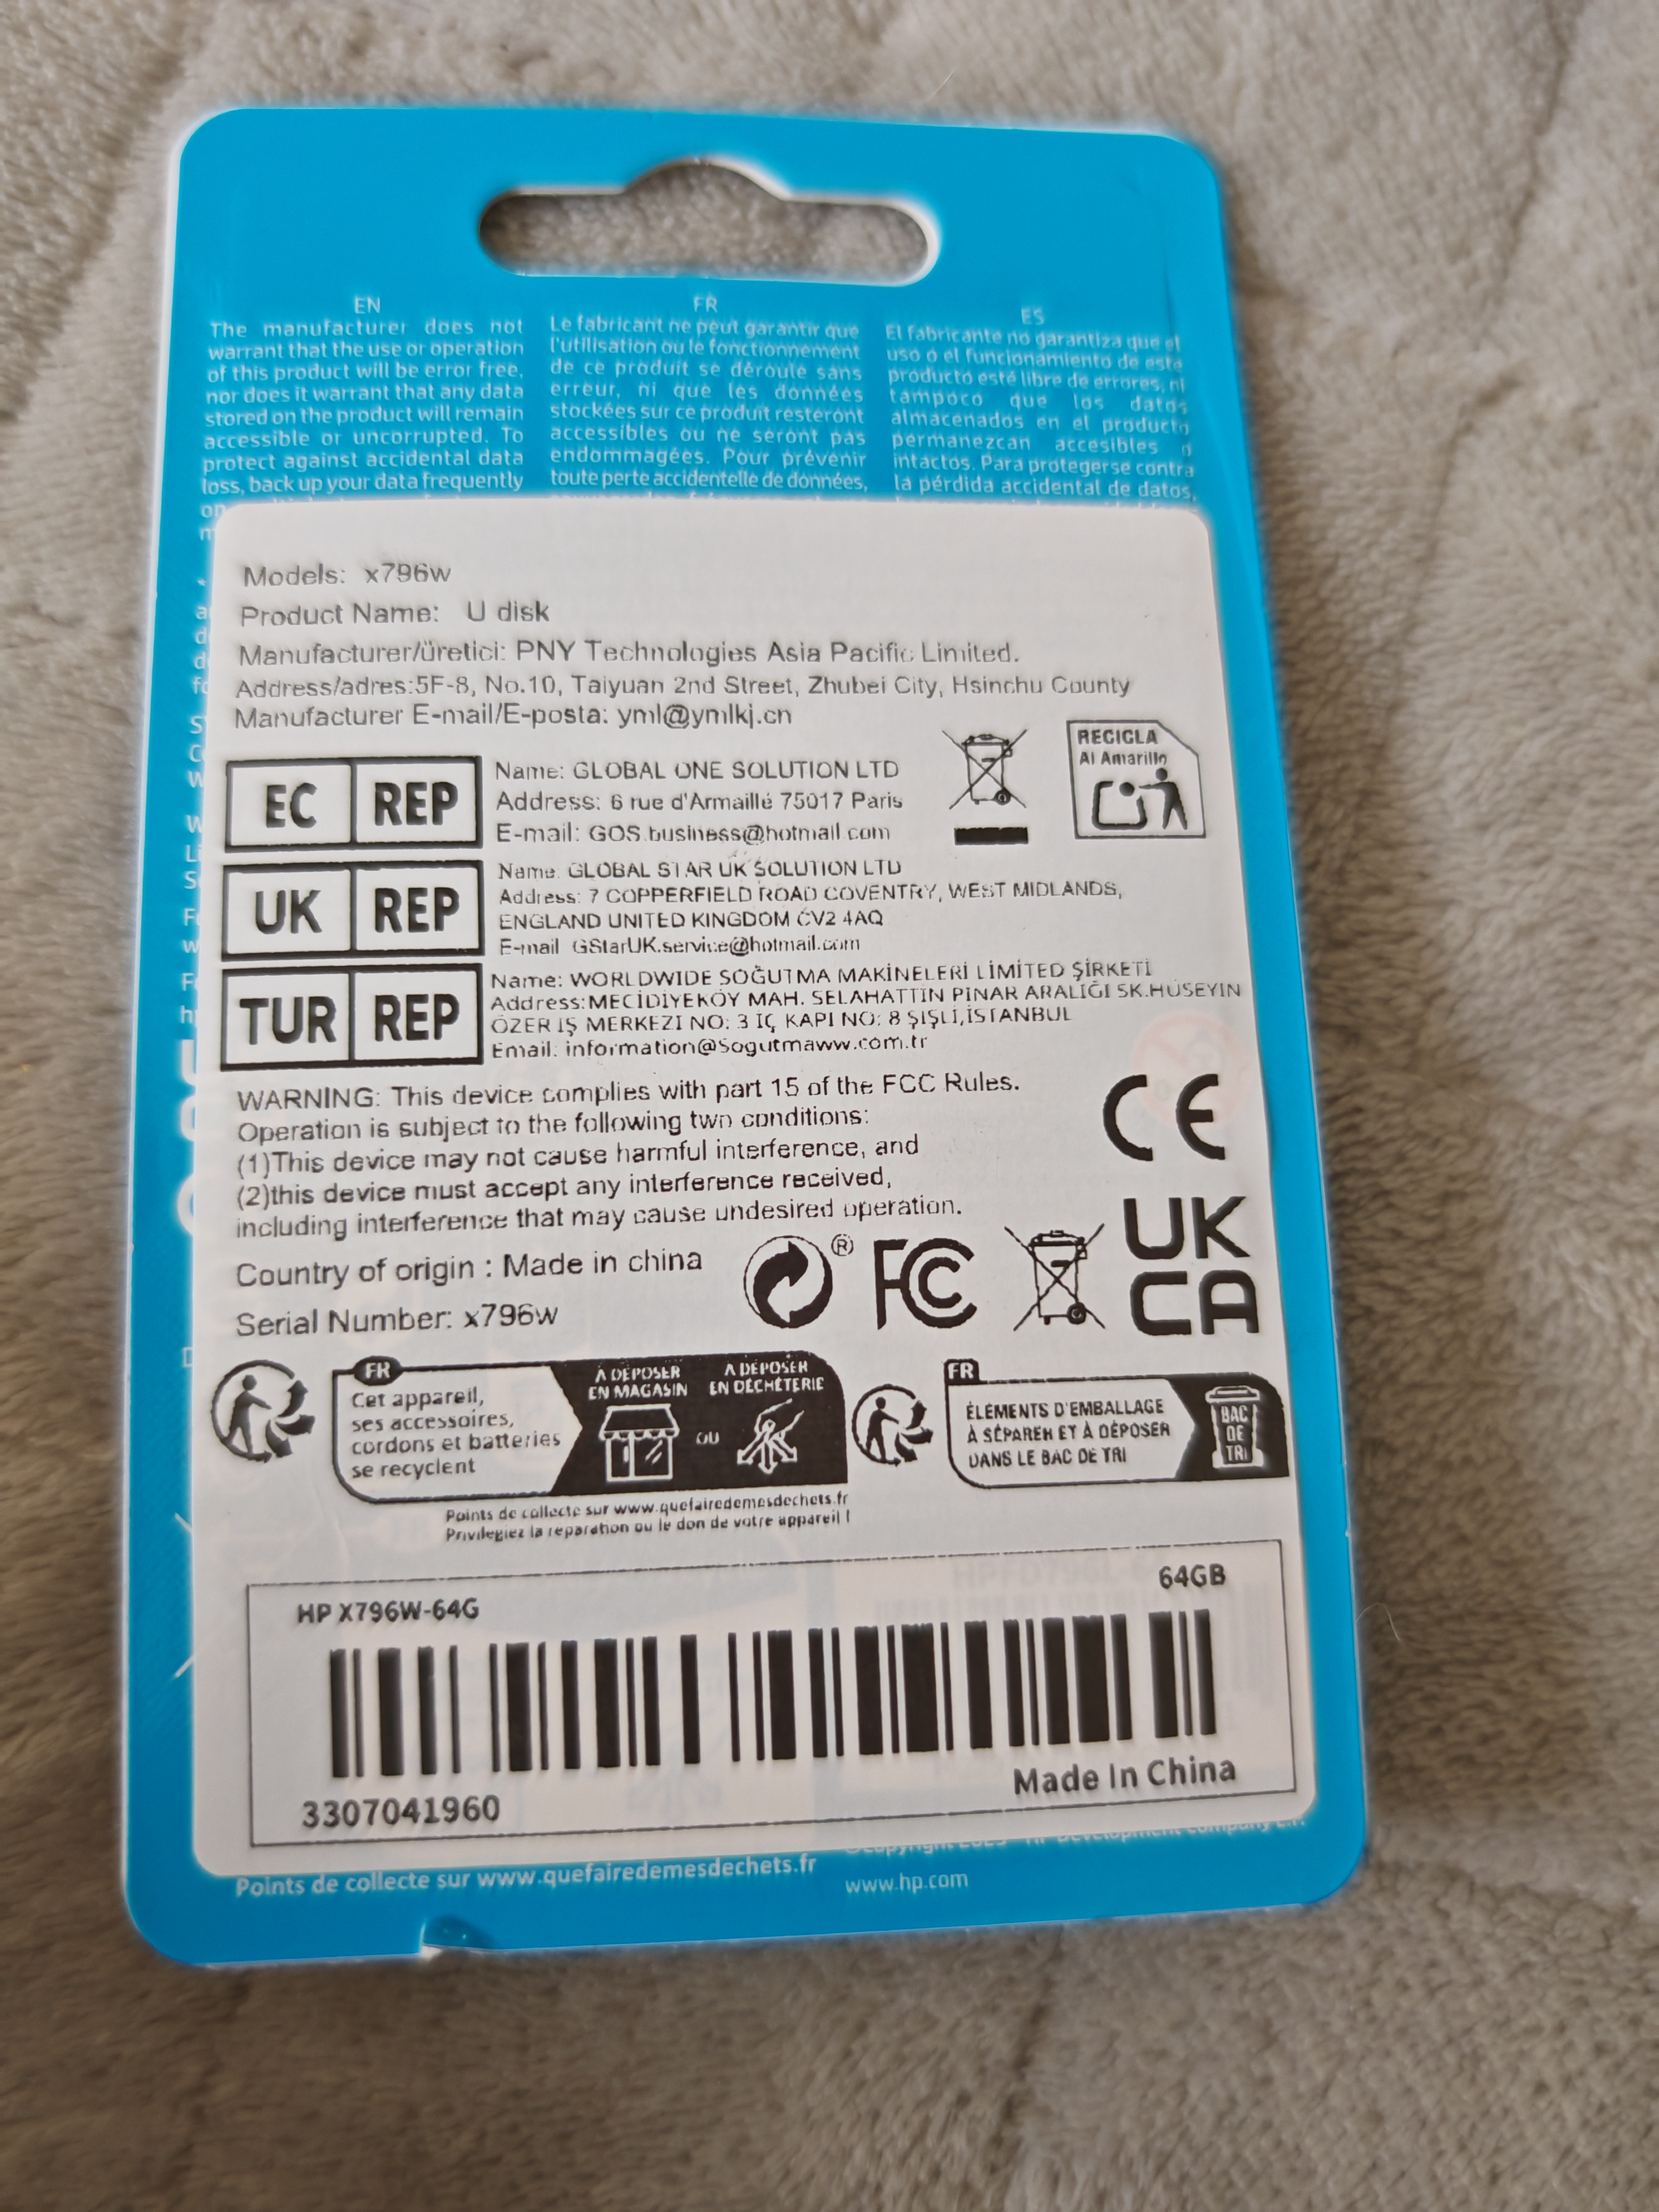 EN
The manufacturer does not
warrant that the use or operation
of this product will be error free,
nor does it warrant that any data
stored on the product will remain
accessible or uncorrupted. To
protect against accidental data
loss, back up your data frequently
FR
Le fabricant ne peut garantir que
l'utilisation ou le fonctionnement
de ce produit se déroule sans
erreur, ni que les données
stockées sur ce produit resteront
accessibles ou ne seront pas
endommagées. Pour prévenir
toute perte accidentelle de données,
ES
El fabricante no garantiza que el
uso o el funcionamiento de este
producto esté libre de errores, ni
tampoco que los datos
almacenados en el producto
permanezcan accesibles o
intactos. Para protegerse contra
la pérdida accidental de datos,
Models: x796w
Product Name: U disk
Manufacturer/üretici: PNY Technologies Asia Pacific Limited.
Address/adres:5F-8, No.10, Taiyuan 2nd Street, Zhubei City, Hsinchu County
Manufacturer E-mail/E-posta: yml@ymlkj.cn
EC REP
Name: GLOBAL ONE SOLUTION LTD
Address: 6 rue d'Armaillé 75017 Paris
E-mail: GOS.business@hotmail.com
RECICLA
Al Amarillo
UK REP
Name: GLOBAL STAR UK SOLUTION LTD
Address: 7 COPPERFIELD ROAD COVENTRY, WEST MIDLANDS,
ENGLAND UNITED KINGDOM CV2 4AQ
E-mail GStarUK.service@hotmail.com
TUR REP
Name: WORLDWIDE SOĞUTMA MAKİNELERİ LİMİTED ŞİRKETİ
Address:MECİDİYEKÖY MAH. SELAHATTİN PINAR ARALIĞI SK.HÜSEYİN
ÖZER İŞ MERKEZI NO: 3 İÇ KAPI NO: 8 ŞİŞLİ,İSTANBUL
Email: information@Sogutmaww.com.tr
WARNING: This device complies with part 15 of the FCC Rules.
Operation is subject to the following two conditions:
(1)This device may not cause harmful interference, and
(2)this device must accept any interference received,
including interference that may cause undesired operation.
CE
UK
CA
FC
Country of origin : Made in china
Serial Number: x796w
®
FR
Cet appareil,
ses accessoires,
cordons et batteries
se recyclent
À DÉPOSER
EN MAGASIN
OU
À DÉPOSER
EN DÉCHÈTERIE
Points de collecte sur www.quefairedemesdechets.fr
Privilégiez la réparation ou le don de votre appareil !
FR
ÉLÉMENTS D'EMBALLAGE
À SÉPARER ET À DÉPOSER
DANS LE BAC DE TRI
BAC
DE
TRI
HP X796W-64G
64GB
3307041960
Made In China
Points de collecte sur www.quefairedemesdechets.fr
www.hp.com